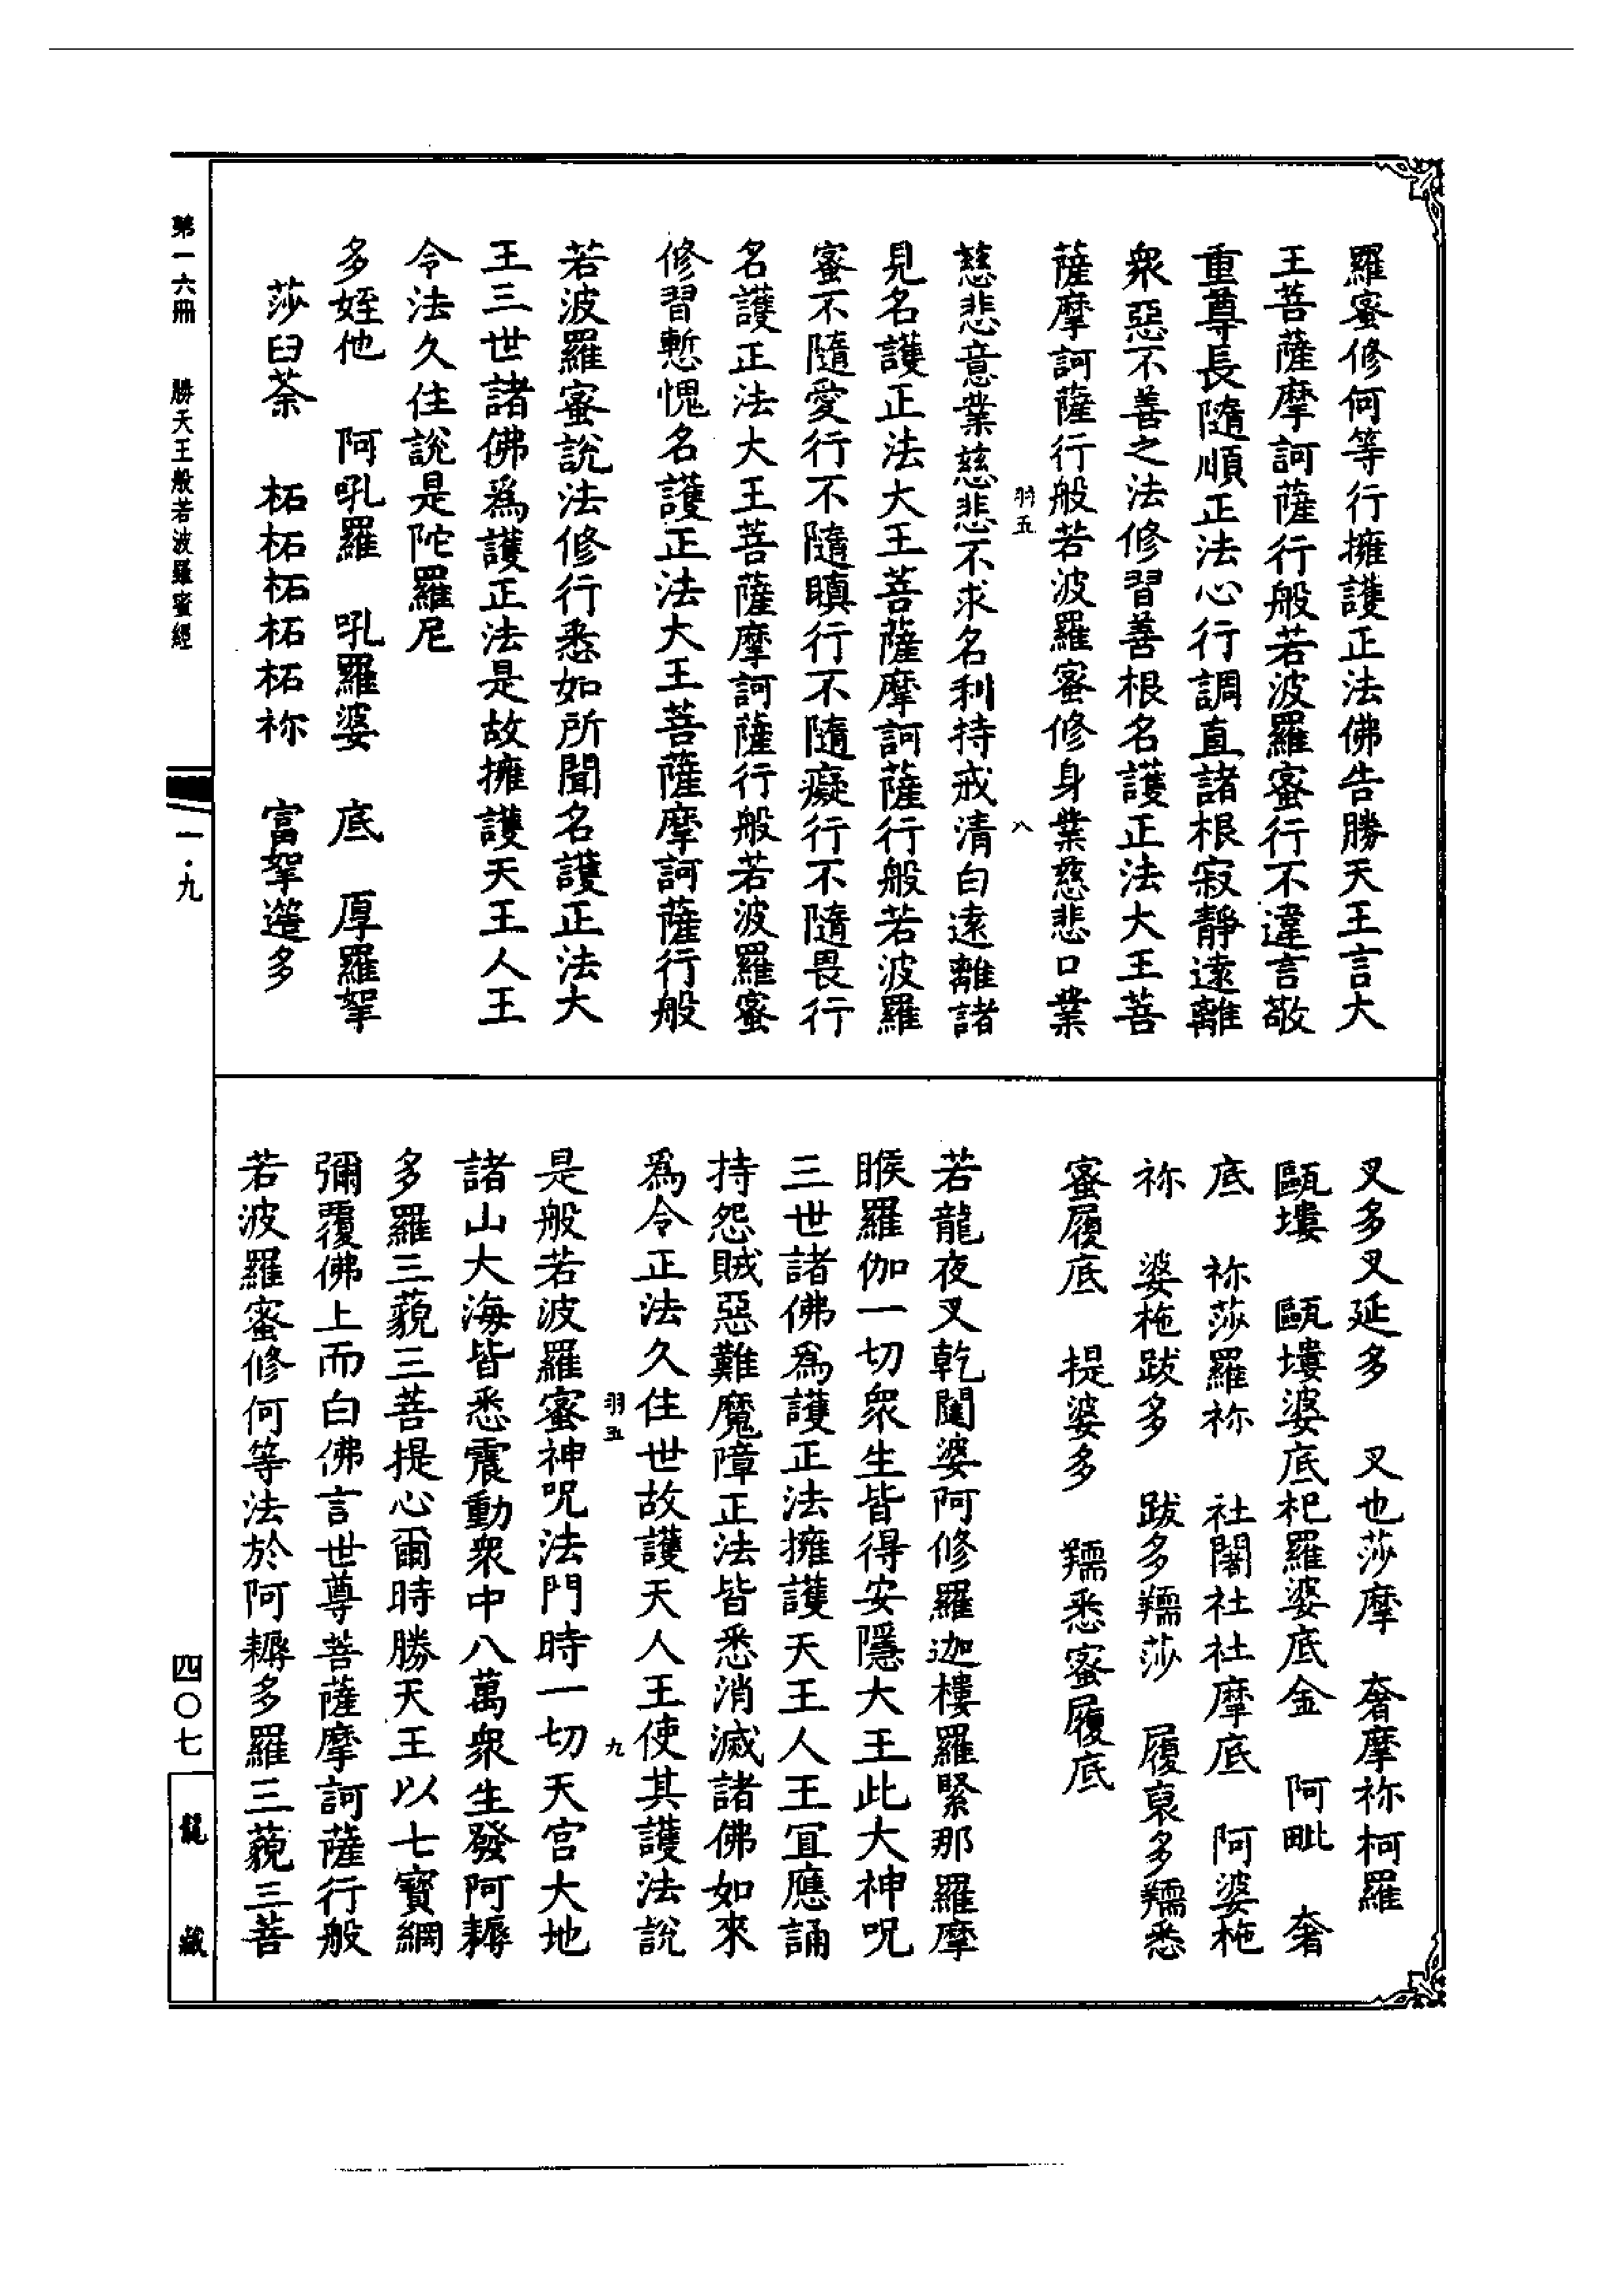 羅蜜修何等行擁護正法佛告勝天王言大
王菩薩摩訶薩行般若波羅蜜行不違言敬
重尊長隨順正法心行調直諸根寂靜遠離
衆惡不善之法修習善根名護正法大王菩
薩摩訶薩行般若波羅蜜修身業慈悲口業
羽五 八
慈悲意業慈悲不求名利持戒清白遠離諸
見名護正法大王菩薩摩訶薩行般若波羅
蜜不隨愛行不隨瞋行不隨癡行不隨畏行
名護正法大王菩薩摩訶薩行般若波羅蜜
修習慙愧名護正法大王菩薩摩訶薩行般
若波羅蜜說法修行悉如所聞名護正法大
王三世諸佛爲護正法是故擁護天王人王
令法久住說是陀羅尼
多姪他 阿吼羅 吼羅婆 底 厚羅拏
莎臼荼 柘柘柘柘柘祢 富拏邌多
叉多叉延多 叉也莎摩 奢摩祢柯羅
甌㙼 甌㙼婆底杞羅婆底金 阿毗 奢
底 祢莎羅祢 社闍社社摩底 阿婆柂
祢 婆柂跋多 跋多羺莎 履裒多羺悉
蜜履底 提婆多 羺悉蜜履底
若龍夜叉乾闥婆阿修羅迦樓羅緊那羅摩
睺羅伽一切衆生皆得安隱大王此大神呪
三世諸佛爲護正法擁護天王人王宜應誦
持怨賊惡難魔障正法皆悉消滅諸佛如來
爲令正法久住世故護天人王使其護法說
羽五 九
是般若波羅蜜神呪法門時一切天宫大地
諸山大海皆悉震動衆中八萬衆生發阿耨
多羅三藐三菩提心爾時勝天王以七寳網
彌覆佛上而白佛言世尊菩薩摩訶薩行般
若波羅蜜修何等法於阿耨多羅三藐三菩
第一六冊 勝天王般若波羅蜜經
一·九
四〇七
龍藏